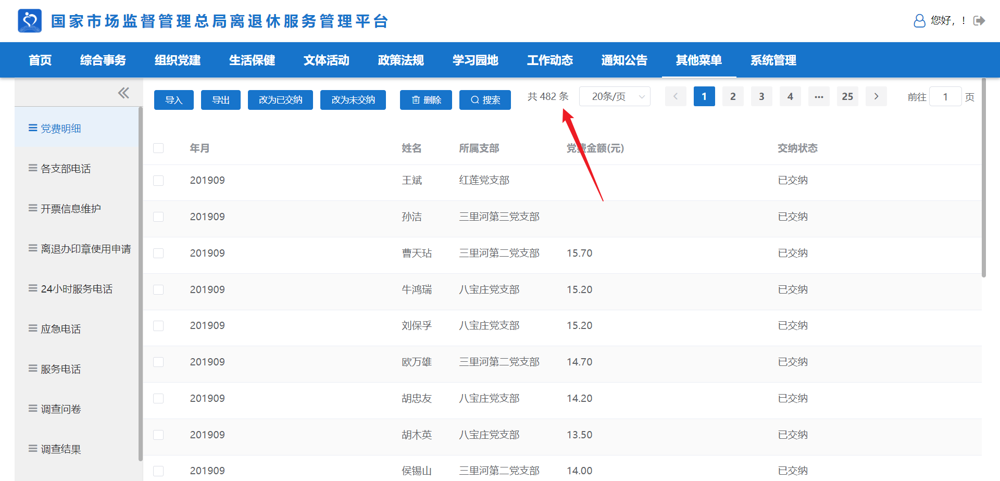 国家市场监督管理总局离退休服务管理平台
您好，！
首页 综合事务 组织党建 生活保健 文体活动 政策法规 学习园地 工作动态 通知公告 其他菜单 系统管理
导入 导出 改为已交纳 改为未交纳 删除 搜索 共 482 条 20条/页 1 2 3 4 ... 25 前往 1 页
党费明细
各支部电话
开票信息维护
离退办印章使用申请
24小时服务电话
应急电话
服务电话
调查问卷
调查结果
年月 姓名 所属支部 党费金额(元) 交纳状态
201909 王斌 红莲党支部 已交纳
201909 孙洁 三里河第三党支部 已交纳
201909 曹天玷 三里河第二党支部 15.70 已交纳
201909 牛鸿瑞 八宝庄党支部 15.20 已交纳
201909 刘保孚 八宝庄党支部 15.20 已交纳
201909 欧万雄 三里河第二党支部 14.70 已交纳
201909 胡忠友 八宝庄党支部 14.20 已交纳
201909 胡木英 八宝庄党支部 13.50 已交纳
201909 侯锡山 三里河第二党支部 14.00 已交纳